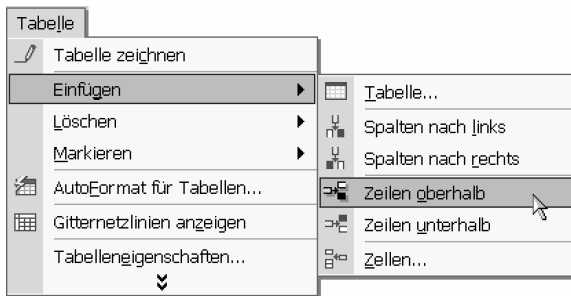 Tabelle
Tabelle zeichnen
Einfügen
Löschen
Markieren
AutoFormat für Tabellen...
Gitternetzlinien anzeigen
Tabelleneigenschaften...
Tabelle...
Spalten nach links
Spalten nach rechts
Zeilen oberhalb
Zeilen unterhalb
Zellen...